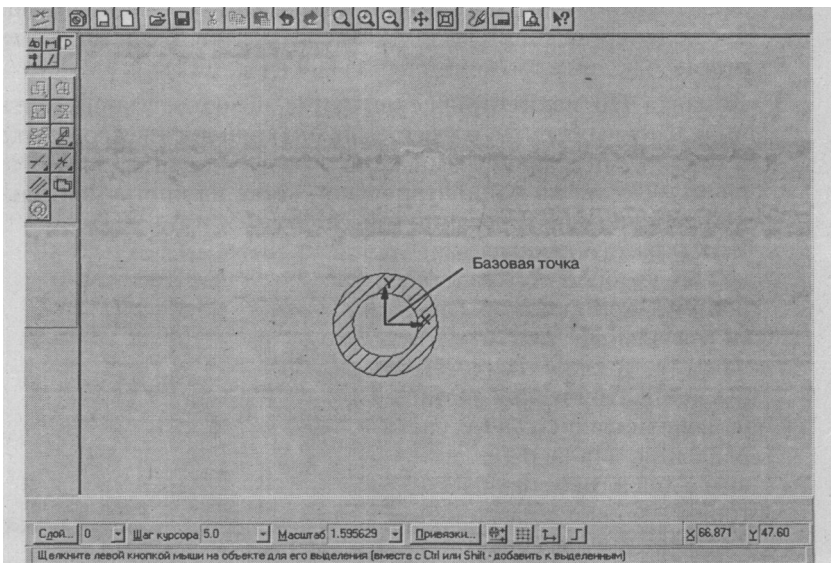 Базовая точка
Y
X
Слой... 0 Шаг курсора 5.0 Масштаб 1.595629 Привязки... X 66.871 Y 47.60
Щелкните левой кнопкой мыши на объекте для его выделения (вместе с Ctrl или Shift - добавить к выделенным)